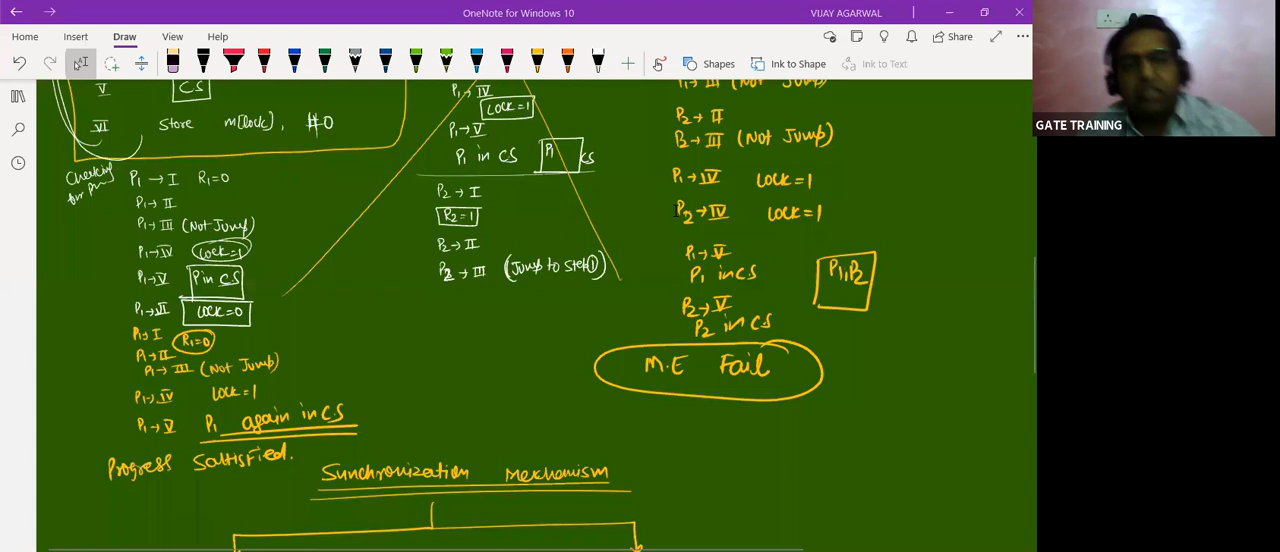 OneNote for Windows 10
VIJAY AGARWAL
Home Insert Draw View Help
Share
Shapes
Ink to Shape
Ink to Text
GATE TRAINING
V CS
VI Store m[lock], #0
Checking
P1 → I R1=0
P1 → II
P1 → III (Not Jump)
P1 → IV Lock=1
P1 → V P in CS
P1 → VI Lock=0
P1 → I R1=0
P1 → II
P1 → III (Not Jump)
P1 → IV Lock=1
P1 → V P1 again in C.S
Progress Satisfied.
P1 → IV
Lock=1
P1 → V
P1 in CS P1 CS
P2 → I
R2=1
P2 → II
P2 → III (Jump to Step ①)
P1 → III (Not Jump)
P2 → II
P2 → III (Not Jump)
P1 → IV Lock=1
P2 → IV Lock=1
P1 → V
P1 in CS
P1, P2
P2 → V
P2 in CS
M.E Fail
Synchronization mechanism